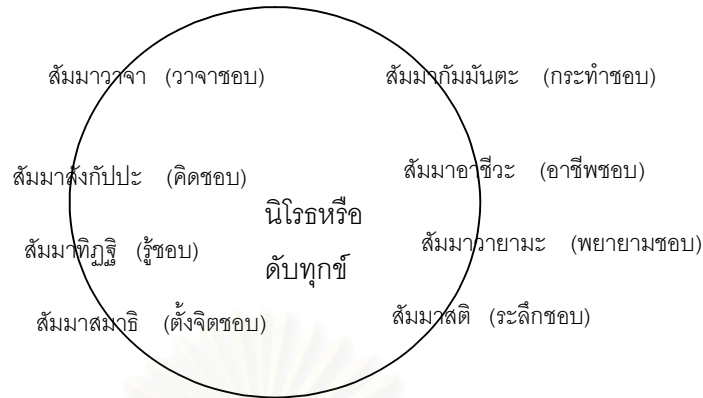 สัมมาวาจา (วาจาชอบ) สัมมากัมมันตะ (กระทำชอบ)
สัมมาสังกัปปะ (คิดชอบ) สัมมาอาชีวะ (อาชีพชอบ)
นิโรธหรือ
สัมมาทิฏฐิ (รู้ชอบ) สัมมาวายามะ (พยายามชอบ)
ดับทุกข์
สัมมาสมาธิ (ตั้งจิตชอบ) สัมมาสติ (ระลึกชอบ)